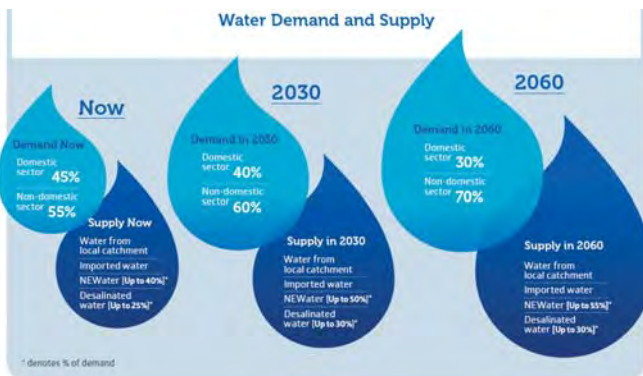 Water Demand and Supply
Now
Demand Now
Domestic
sector 45%
Non-domestic
sector 55%
Supply Now
Water from
local catchment
Imported water
NEWater [Up to 40%]*
Desalinated
water [Up to 25%]*
2030
Demand in 2030
Domestic
sector 40%
Non-domestic
sector 60%
Supply in 2030
Water from
local catchment
Imported water
NEWater [Up to 50%]*
Desalinated
water [Up to 30%]*
2060
Demand in 2060
Domestic
sector 30%
Non-domestic
sector 70%
Supply in 2060
Water from
local catchment
Imported water
NEWater [Up to 55%]*
Desalinated
water [Up to 30%]*
* denotes % of demand